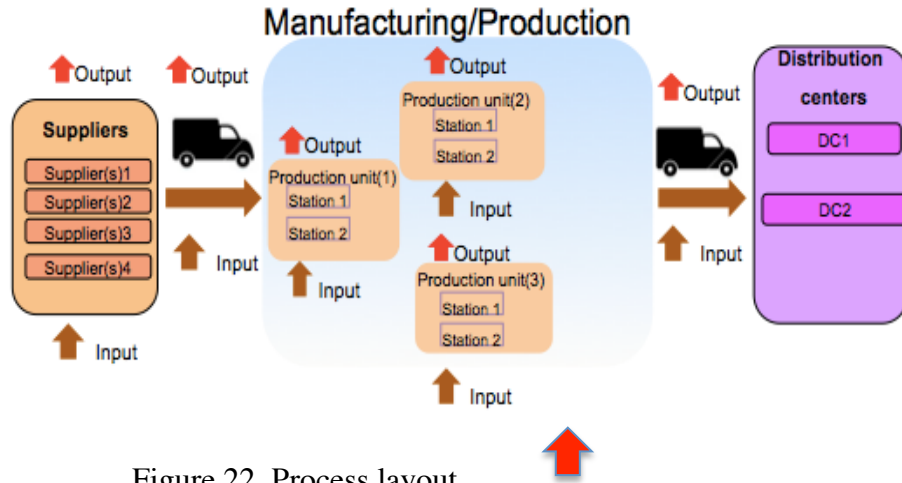 Manufacturing/Production
Output
Output
Suppliers
Supplier(s)1
Supplier(s)2
Supplier(s)3
Supplier(s)4
Input
Input
Output
Production unit(1)
Station 1
Station 2
Input
Output
Production unit(2)
Station 1
Station 2
Input
Output
Production unit(3)
Station 1
Station 2
Input
Output
Input
Distribution
centers
DC1
DC2
Figure 22. Process layout